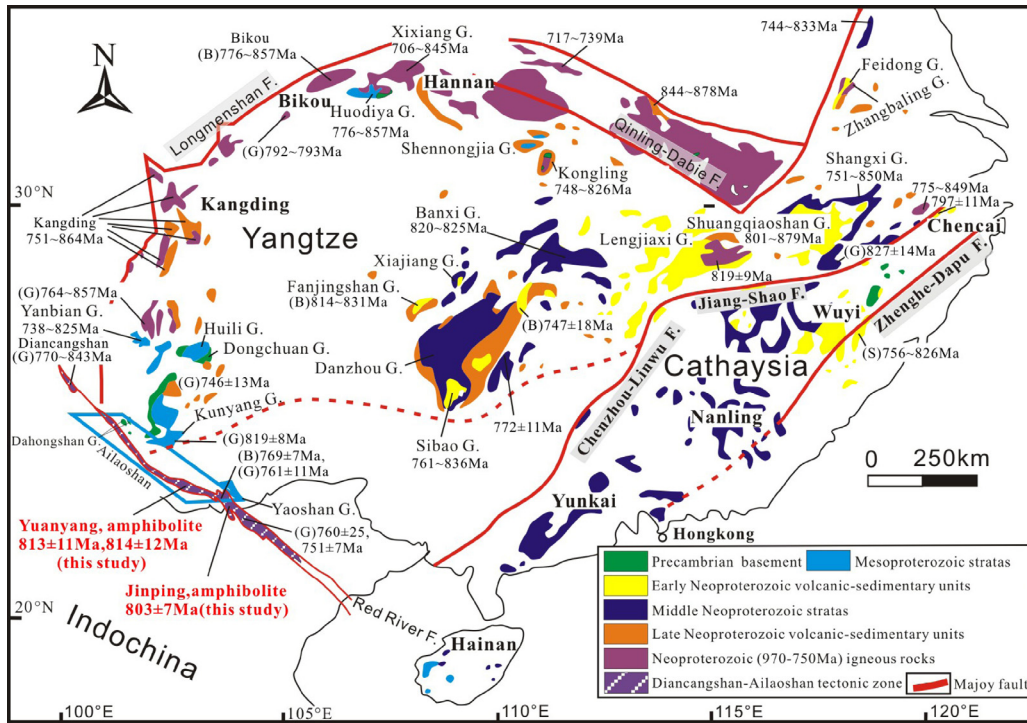 744~833Ma
Xixiang G.
706~845Ma
717~739Ma
Bikou
(B)776~857Ma
N
Hannan
Feidong G.
Longmenshan F.
Bikou
844~878Ma
Zhangbaling G.
Huodiya G.
776~857Ma
Qinling-Dabie F.
(G)792~793Ma
Shennongjia G.
Kongling
748~826Ma
Shangxi G.
751~850Ma
30°N
Kangding
775~849Ma
797±11Ma
Banxi G.
820~825Ma
Shuangqiaoshan G.
801~879Ma
Chencai
Kangding
751~864Ma
Yangtze
Lengjiaxi G.
(G)827±14Ma
Xiajiang G.
819±9Ma
Zhenghe-Dapu F.
(G)764~857Ma
Yanbian G.
738~825Ma
Fanjingshan G.
(B)814~831Ma
Jiang-Shao F.
Wuyi
Huili G.
(B)747±18Ma
Diancangshan
(G)770~843Ma
Dongchuan G.
(S)756~826Ma
Danzhou G.
Cathaysia
(G)746±13Ma
Chenzhou-Linwu F.
Kunyang G.
Nanling
772±11Ma
Dahongshan G.
Ailaoshan
(G)819±8Ma
(B)769±7Ma,
(G)761±11Ma
Sibao G.
761~836Ma
0 250km
Yaoshan G.
Yunkai
Yuanyang, amphibolite
813±11Ma,814±12Ma
(this study)
(G)760±25,
751±7Ma
Hongkong
Jinping,amphibolite
803±7Ma(this study)
Red River F.
20°N
Indochina
Hainan
Precambrian basement
Mesoproterozoic stratas
Early Neoproterozoic volcanic-sedimentary units
Middle Neoproterozoic stratas
Late Neoproterozoic volcanic-sedimentary units
Neoproterozoic (970-750Ma) igneous rocks
Diancangshan-Ailaoshan tectonic zone
Majoy fault
100°E
105°E
110°E
115°E
120°E